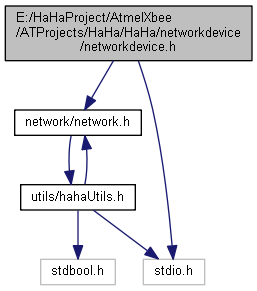 E:/HaHaProject/AtmelXbee
/ATProjects/HaHa/HaHa/networkdevice
/networkdevice.h
network/network.h
utils/hahaUtils.h
stdbool.h
stdio.h